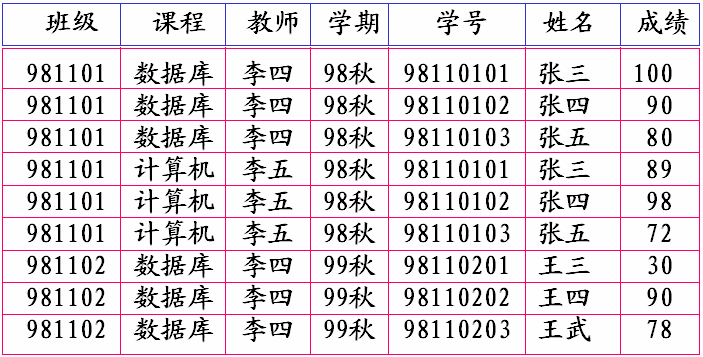 班级 课程 教师 学期 学号 姓名 成绩
981101 数据库 李四 98秋 98110101 张三 100
981101 数据库 李四 98秋 98110102 张四 90
981101 数据库 李四 98秋 98110103 张五 80
981101 计算机 李五 98秋 98110101 张三 89
981101 计算机 李五 98秋 98110102 张四 98
981101 计算机 李五 98秋 98110103 张五 72
981102 数据库 李四 99秋 98110201 王三 30
981102 数据库 李四 99秋 98110202 王四 90
981102 数据库 李四 99秋 98110203 王武 78